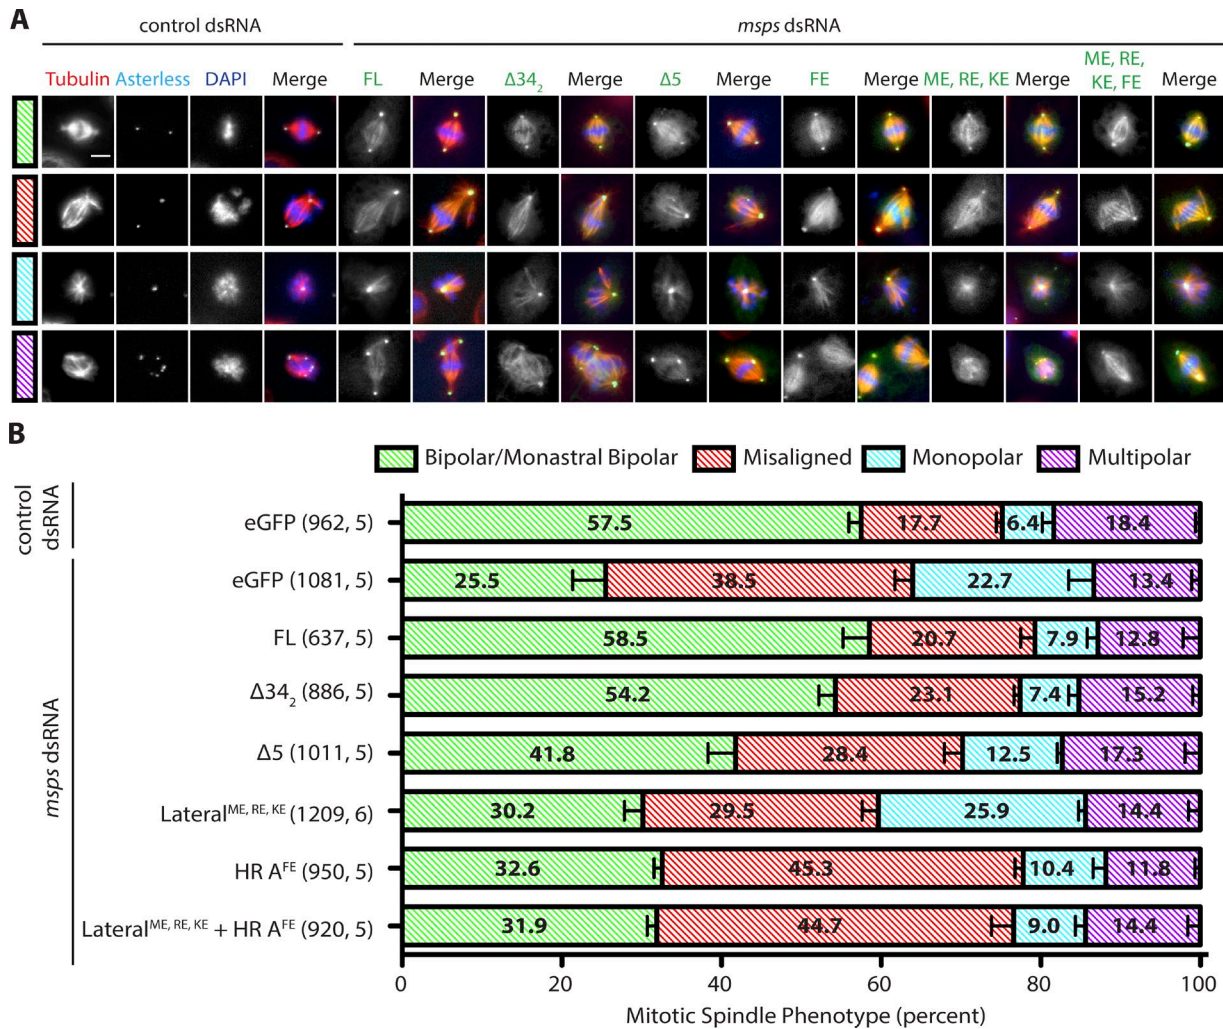 A
control dsRNA
msps dsRNA
Tubulin Asterless DAPI Merge FL Merge Δ34₂ Merge Δ5 Merge FE Merge ME, RE, KE Merge ME, RE, KE, FE Merge
B
Bipolar/Monastral Bipolar Misaligned Monopolar Multipolar
control dsRNA
eGFP (962, 5) 57.5 17.7 6.4 18.4
msps dsRNA
eGFP (1081, 5) 25.5 38.5 22.7 13.4
FL (637, 5) 58.5 20.7 7.9 12.8
Δ34₂ (886, 5) 54.2 23.1 7.4 15.2
Δ5 (1011, 5) 41.8 28.4 12.5 17.3
Lateral^ME, RE, KE (1209, 6) 30.2 29.5 25.9 14.4
HR A^FE (950, 5) 32.6 45.3 10.4 11.8
Lateral^ME, RE, KE + HR A^FE (920, 5) 31.9 44.7 9.0 14.4
0 20 40 60 80 100
Mitotic Spindle Phenotype (percent)